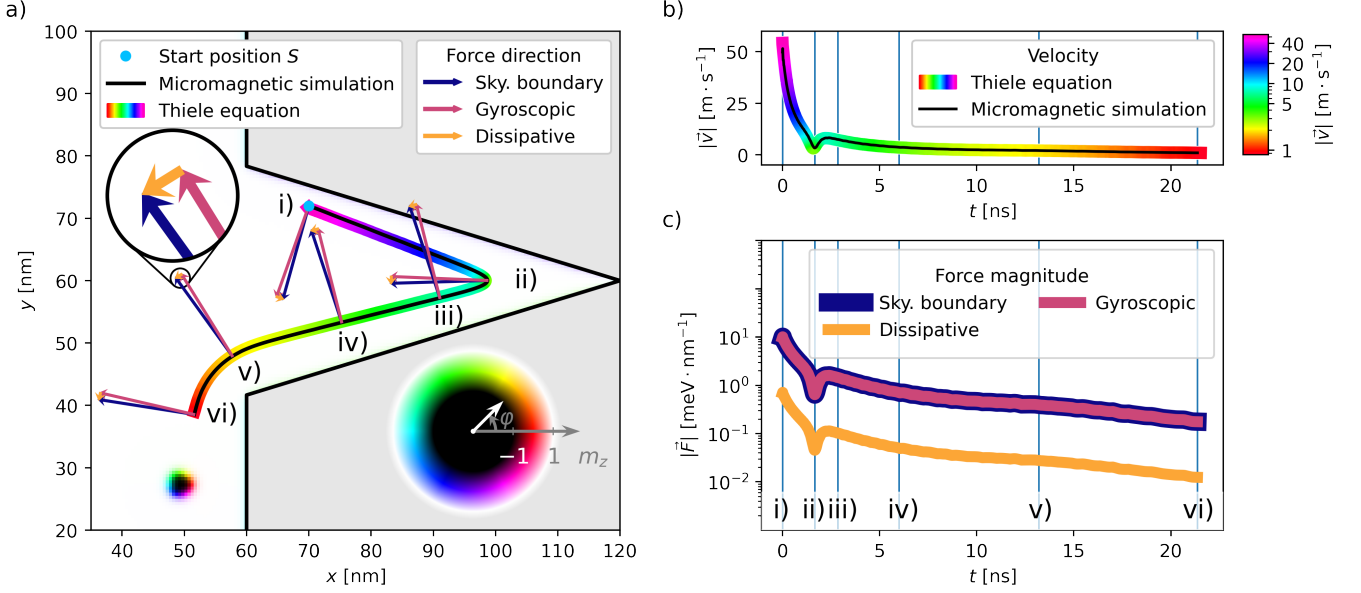 a)
100
90
80
70
60
50
40
30
20
y [nm]
40 50 60 70 80 90 100 110 120
x [nm]
Start position S
Micromagnetic simulation
Thiele equation
Force direction
Sky. boundary
Gyroscopic
Dissipative
i)
ii)
iii)
iv)
v)
vi)
φ
−1 1 m_z
b)
50
25
0
|v⃗| [m · s⁻¹]
0 5 10 15 20
t [ns]
Velocity
Thiele equation
Micromagnetic simulation
40
20
10
5
1
|v⃗| [m · s⁻¹]
c)
10¹
10⁰
10⁻¹
10⁻²
|F⃗| [meV · nm⁻¹]
Force magnitude
Sky. boundary Gyroscopic
Dissipative
i) ii) iii) iv) v) vi)
0 5 10 15 20
t [ns]